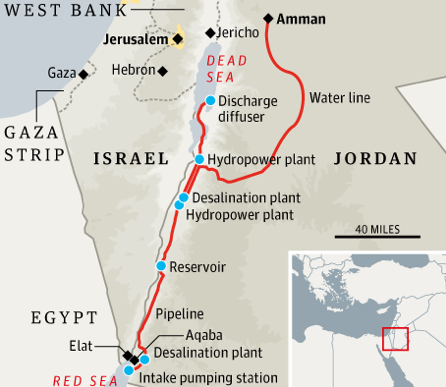 WEST BANK
Amman
Jerusalem
Jericho
Gaza
Hebron
DEAD
SEA
Discharge
diffuser
Water line
GAZA
STRIP
ISRAEL
Hydropower plant
JORDAN
Desalination plant
Hydropower plant
40 MILES
Reservoir
EGYPT
Pipeline
Aqaba
Elat
Desalination plant
RED SEA
Intake pumping station